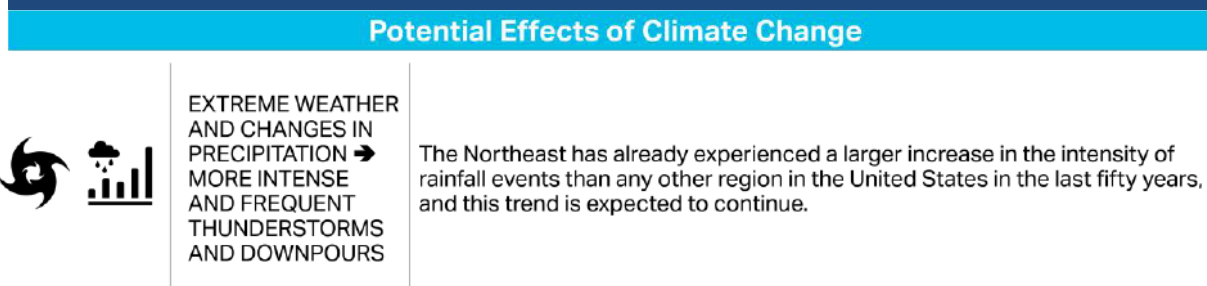 Potential Effects of Climate Change
EXTREME WEATHER
AND CHANGES IN
PRECIPITATION ➔
MORE INTENSE
AND FREQUENT
THUNDERSTORMS
AND DOWNPOURS
The Northeast has already experienced a larger increase in the intensity of
rainfall events than any other region in the United States in the last fifty years,
and this trend is expected to continue.